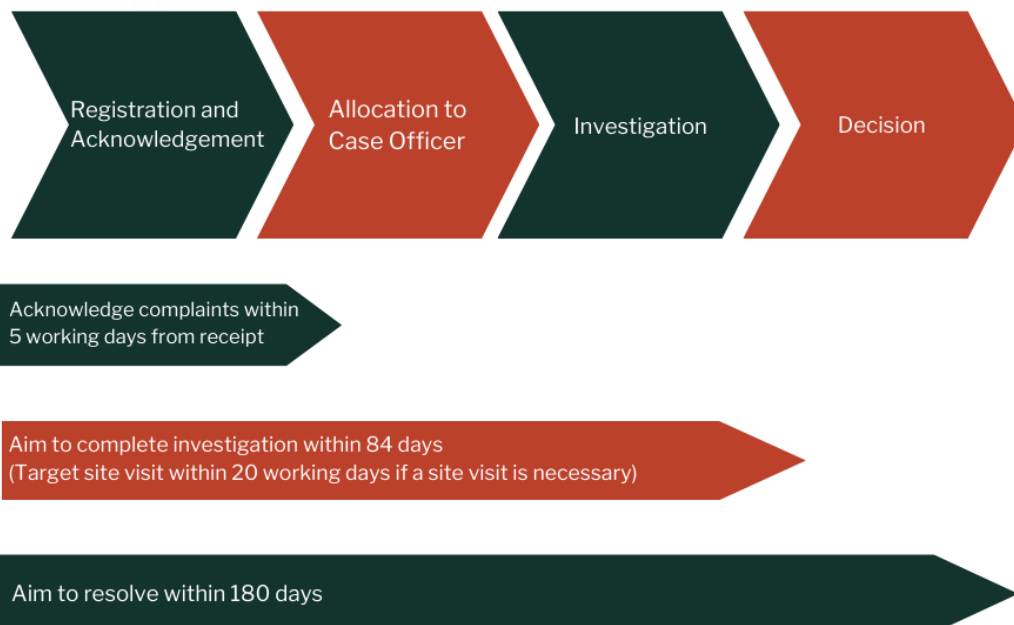 Registration and
Acknowledgement
Allocation to
Case Officer
Investigation
Decision
Acknowledge complaints within
5 working days from receipt
Aim to complete investigation within 84 days
(Target site visit within 20 working days if a site visit is necessary)
Aim to resolve within 180 days